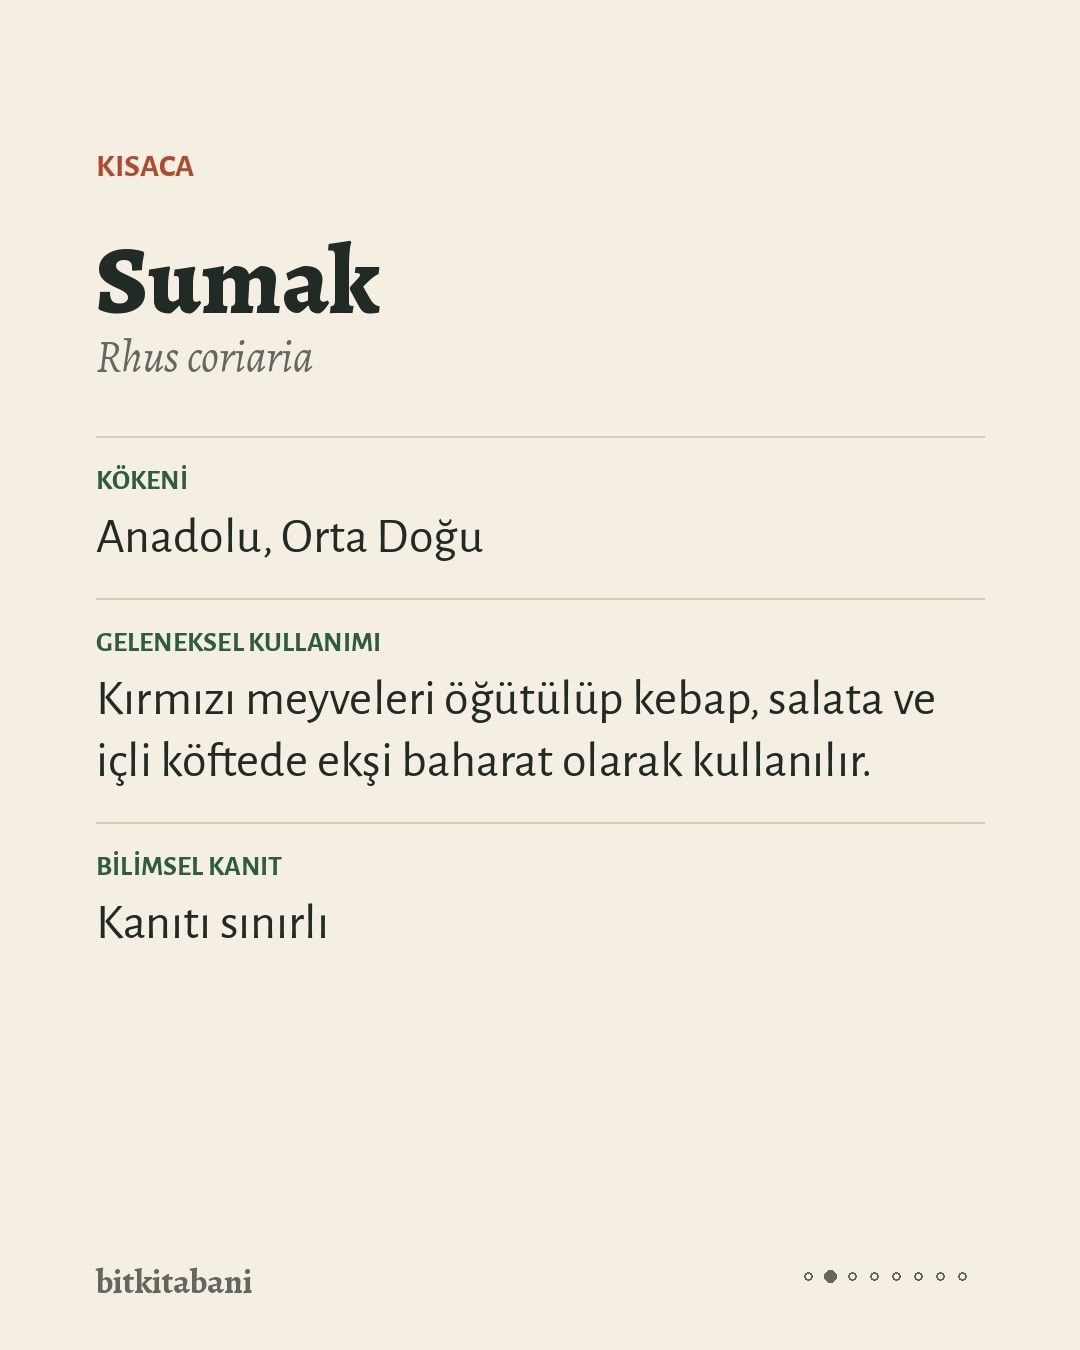 KISACA
Sumak
Rhus coriaria
KÖKENİ
Anadolu, Orta Doğu
GELENEKSEL KULLANIMI
Kırmızı meyveleri öğütülüp kebap, salata ve
içli köftede ekşi baharat olarak kullanılır.
BİLİMSEL KANIT
Kanıtı sınırlı
bitkitabani